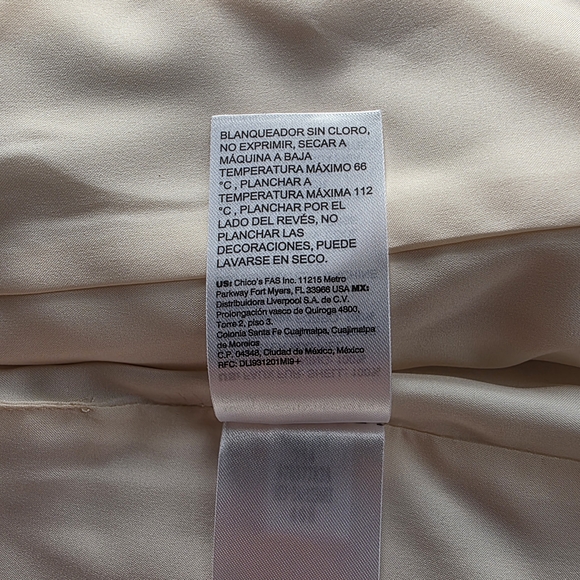 BLANQUEADOR SIN CLORO,
NO EXPRIMIR, SECAR A
MÁQUINA A BAJA
TEMPERATURA MÁXIMO 66
°C , PLANCHAR A
TEMPERATURA MÁXIMA 112
°C , PLANCHAR POR EL
LADO DEL REVÉS, NO
PLANCHAR LAS
DECORACIONES, PUEDE
LAVARSE EN SECO.
US: Chico's FAS Inc. 11215 Metro
Parkway Fort Myers, FL 33966 USA MX:
Distribuidora Liverpool S.A. de C.V.
Prolongación vasco de Quiroga 4800,
Torre 2, piso 3.
Colonia Santa Fe Cuajimalpa, Cuajimalpa
de Morelos
C.P. 04348, Ciudad de México, México
RFC: DLI931201MI9+